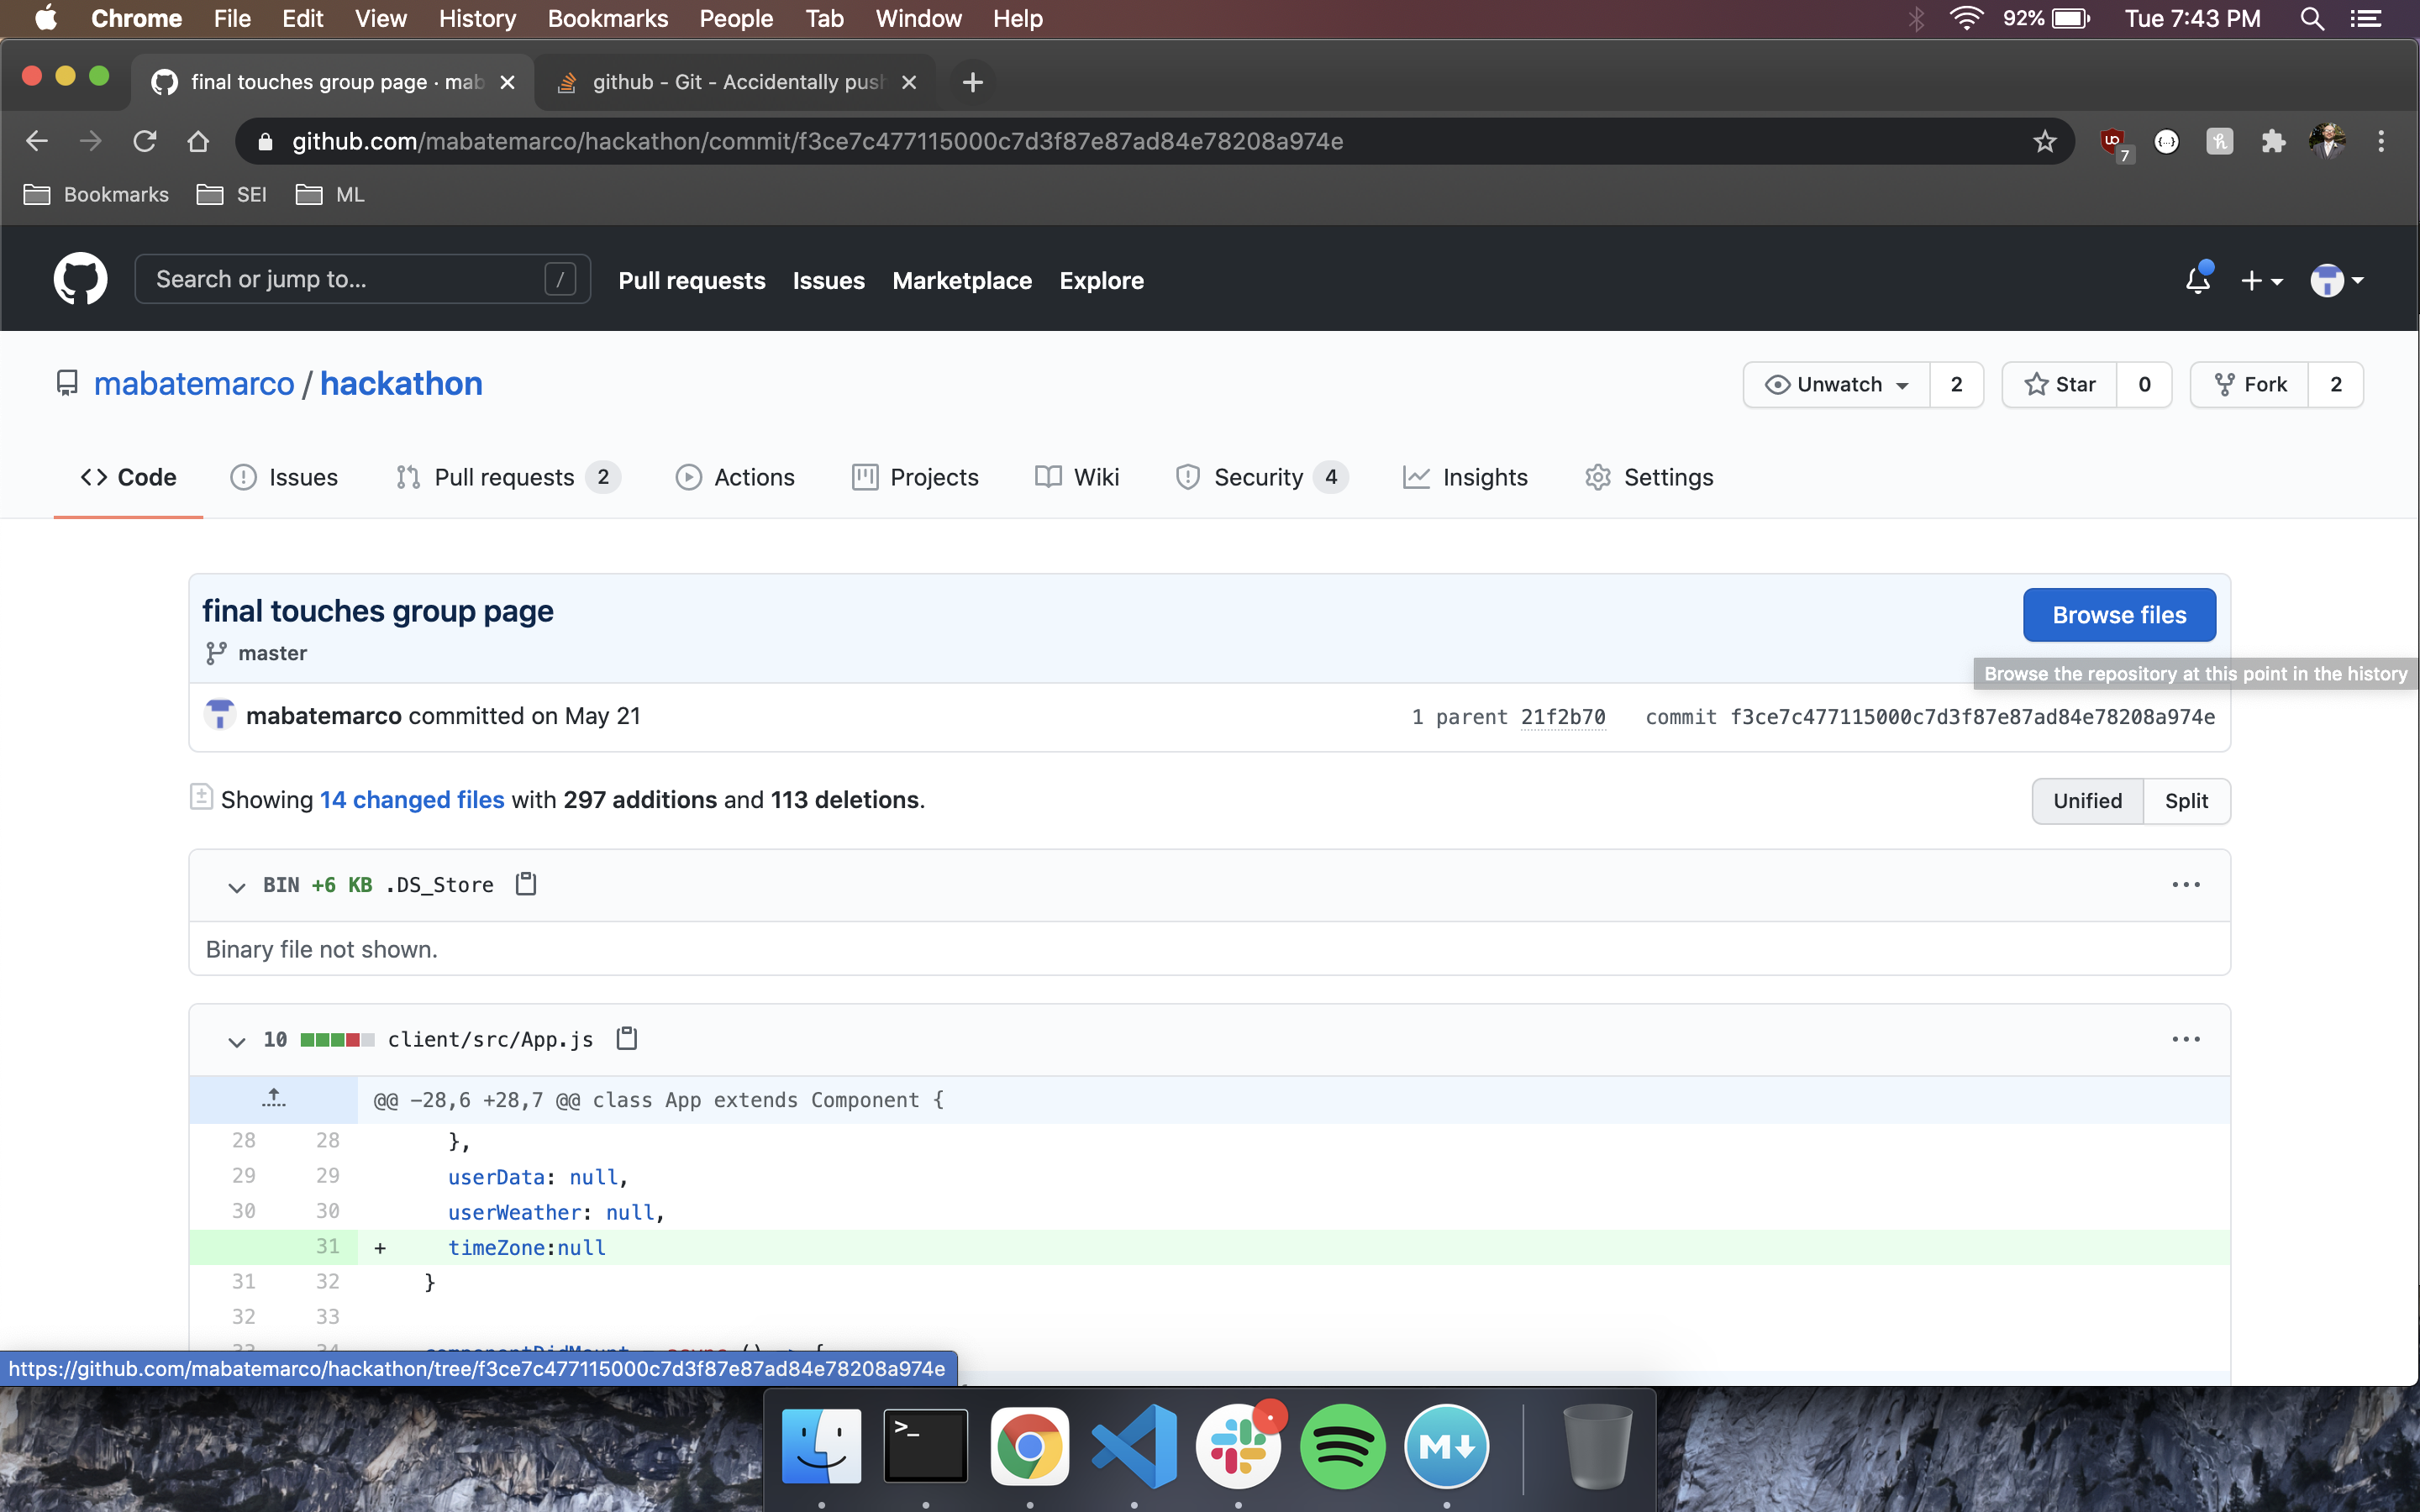 Chrome File Edit View History Bookmarks People Tab Window Help 92% Tue 7:43 PM
final touches group page · mab github - Git - Accidentally push
github.com/mabatemarco/hackathon/commit/f3ce7c477115000c7d3f87e87ad84e78208a974e 7
Bookmarks SEI ML
Search or jump to... / Pull requests Issues Marketplace Explore
mabatemarco / hackathon Unwatch 2 Star 0 Fork 2
Code Issues Pull requests 2 Actions Projects Wiki Security 4 Insights Settings
final touches group page Browse files
master
Browse the repository at this point in the history
mabatemarco committed on May 21 1 parent 21f2b70 commit f3ce7c477115000c7d3f87e87ad84e78208a974e
Showing 14 changed files with 297 additions and 113 deletions. Unified Split
BIN +6 KB .DS_Store
Binary file not shown.
10 client/src/App.js
@@ -28,6 +28,7 @@ class App extends Component {
28 28 },
29 29 userData: null,
30 30 userWeather: null,
31 + timeZone:null
31 32 }
32 33
33 34 componentDidMount = async () => {
https://github.com/mabatemarco/hackathon/tree/f3ce7c477115000c7d3f87e87ad84e78208a974e